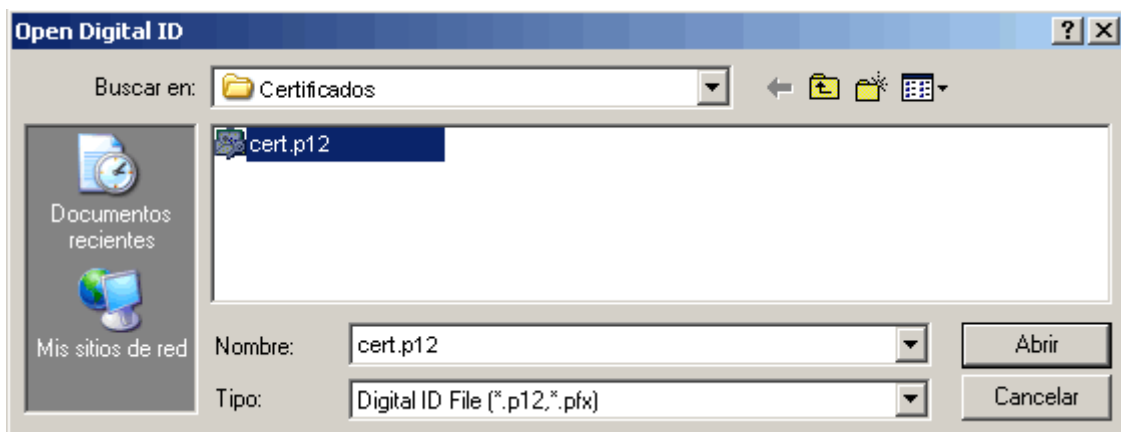 Open Digital ID
Buscar en: Certificados
cert.p12
Documentos
recientes
Mis sitios de red
Nombre: cert.p12 Abrir
Tipo: Digital ID File (*.p12,*.pfx) Cancelar